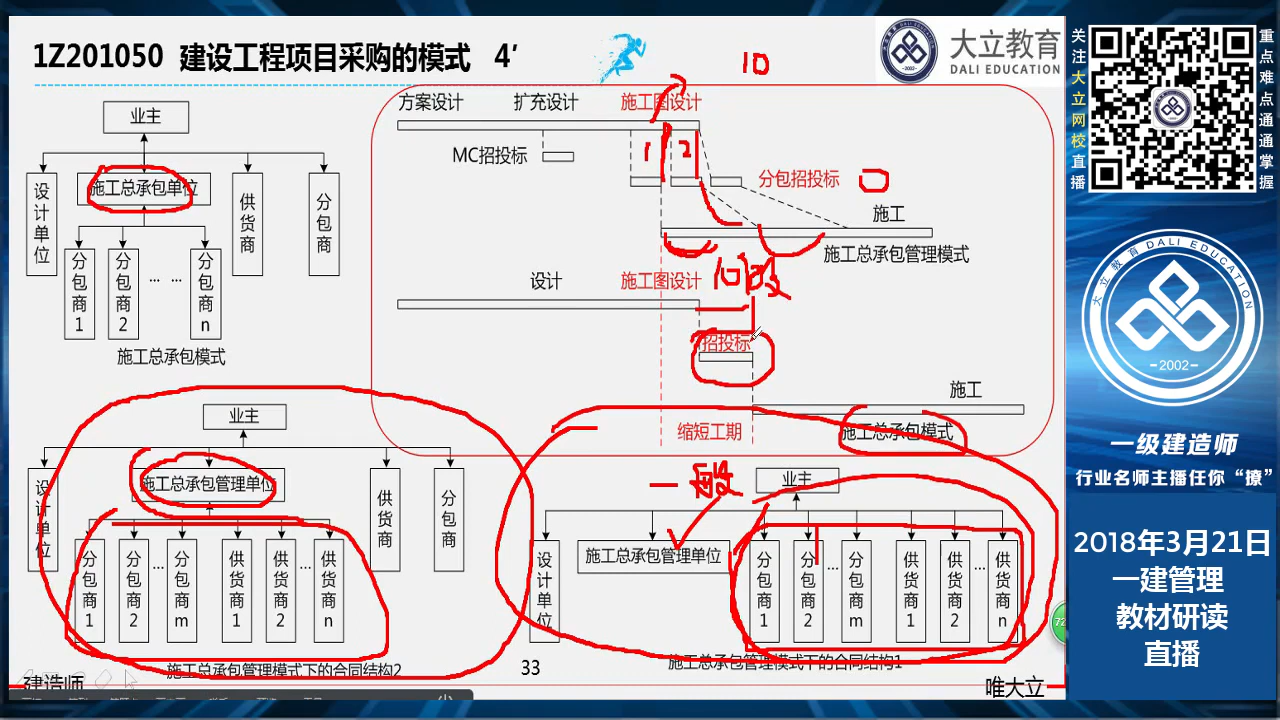 1Z201050 建设工程项目采购的模式 4′
大立教育
DALI EDUCATION
10
业主
设计单位
施工总承包单位
供货商
分包商
分包商1
分包商2
... ...
分包商n
施工总承包模式
方案设计
扩充设计
施工图设计
MC招投标
1
2
分包招投标
施工
施工总承包管理模式
设计
施工图设计
招投标
施工
缩短工期
施工总承包模式
业主
设计单位
施工总承包管理单位
供货商
分包商
分包商1
分包商2
...
分包商m
供货商1
供货商2
...
供货商n
施工总承包管理模式下的合同结构2
业主
设计单位
施工总承包管理单位
分包商1
分包商2
...
分包商m
供货商1
供货商2
...
供货商n
施工总承包管理模式下的合同结构1
33
建造师
唯大立
关注大立网校直播
重点难点通通掌握
大立教育 DALI EDUCATION
2002
一级建造师
行业名师主播任你“撩”
2018年3月21日
一建管理
教材研读
直播
72